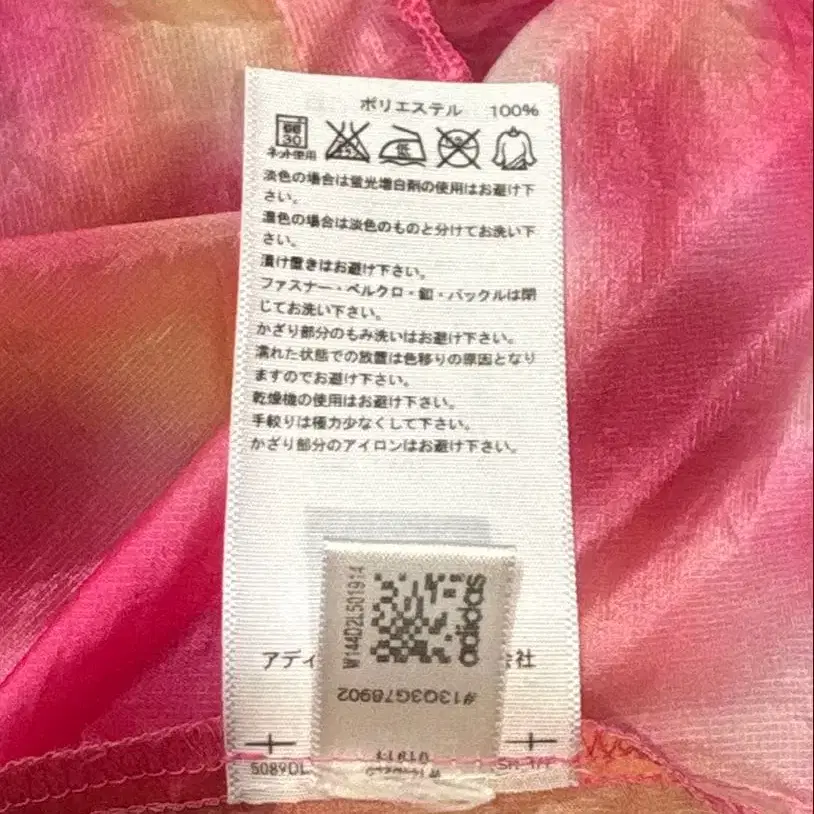 ポリエステル 100%
30
ネット使用
低
淡色の場合は蛍光増白剤の使用はお避け下
さい。
濃色の場合は淡色のものと分けてお洗い下
さい。
漬け置きはお避け下さい。
ファスナー・ベルクロ・釦・バックルは閉
じてお洗い下さい。
かざり部分のもみ洗いはお避け下さい。
濡れた状態での放置は色移りの原因となり
ますのでお避け下さい。
乾燥機の使用はお避け下さい。
手絞りは極力少なくして下さい。
かざり部分のアイロンはお避け下さい。
W144D2L501914
adidas
アディ
会社
#13Q3G78902